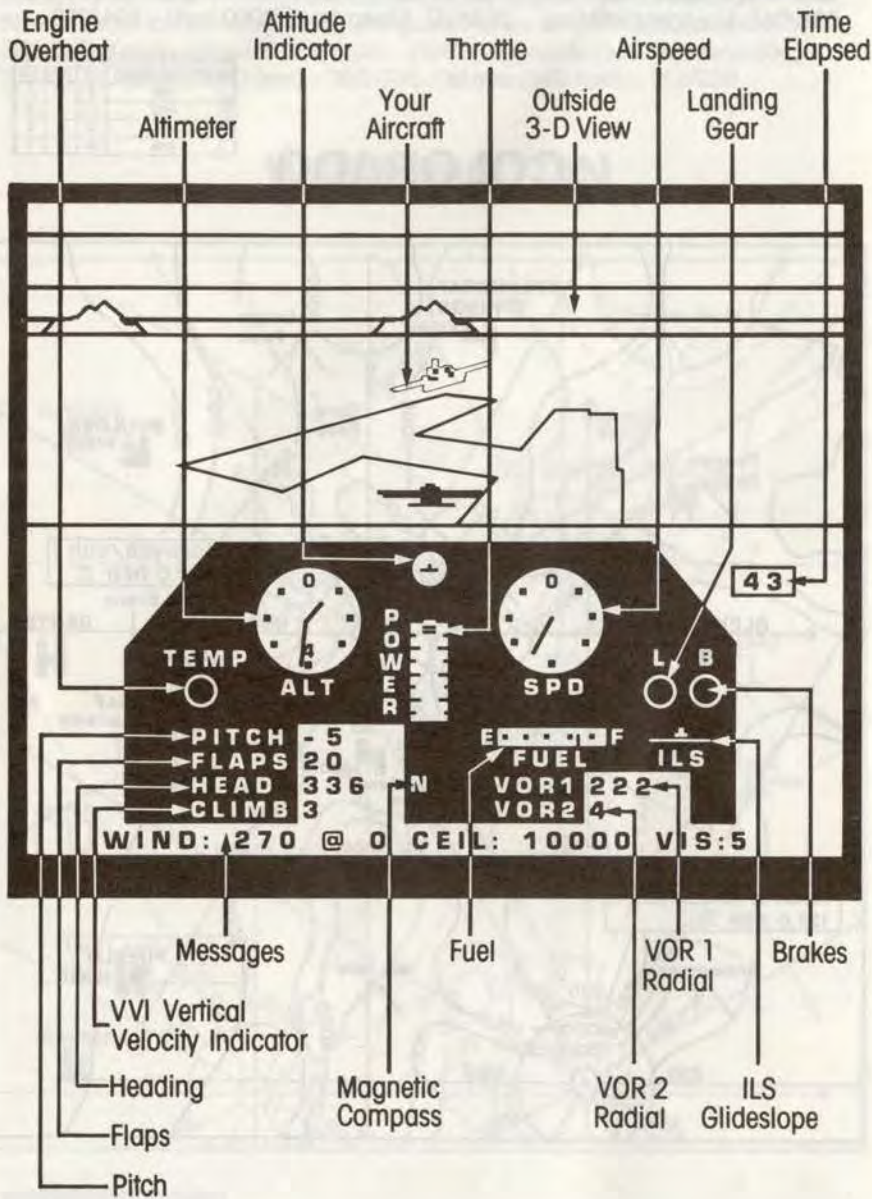 Engine Overheat
Attitude Indicator
Throttle
Airspeed
Time Elapsed
Altimeter
Your Aircraft
Outside 3-D View
Landing Gear
43
0
4
ALT
POWER
0
SPD
TEMP
L B
PITCH - 5
FLAPS 20
HEAD 336
CLIMB 3
N
E F
FUEL
ILS
VOR1 222
VOR2 4
WIND: 270 @ 0 CEIL: 10000 VIS:5
Messages
Fuel
VOR 1 Radial
Brakes
VVI Vertical Velocity Indicator
Heading
Flaps
Pitch
Magnetic Compass
VOR 2 Radial
ILS Glideslope